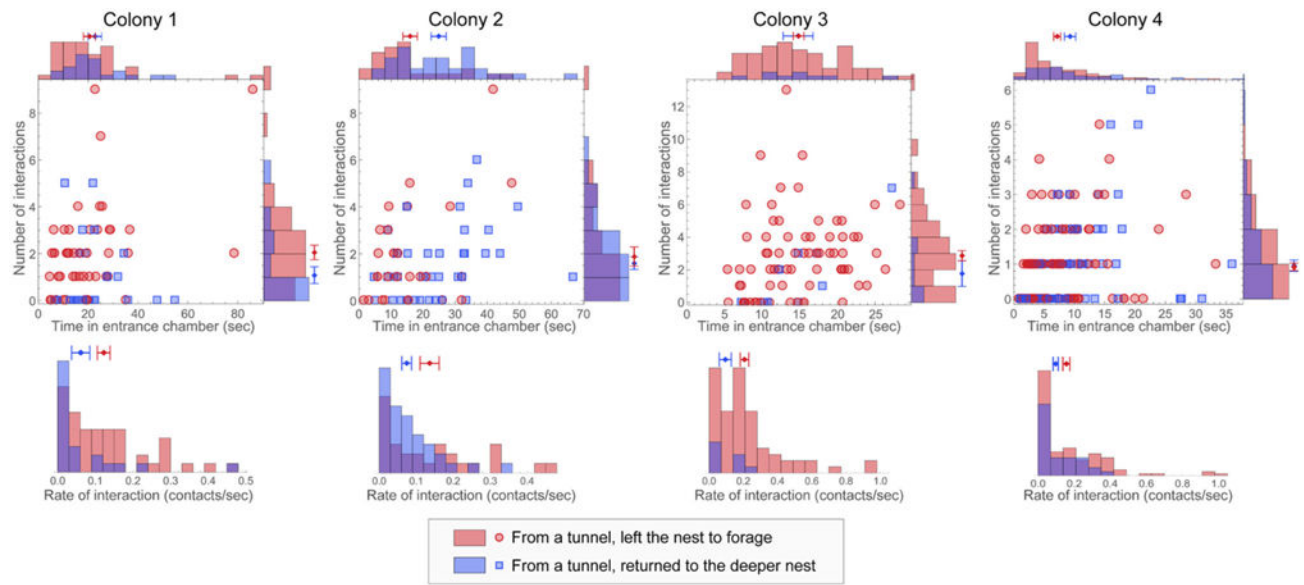 Colony 1
Colony 2
Colony 3
Colony 4
Number of interactions
8
6
4
2
0
0 20 40 60 80
Time in entrance chamber (sec)
Number of interactions
8
6
4
2
0
0 10 20 30 40 50 60 70
Time in entrance chamber (sec)
Number of interactions
12
10
8
6
4
2
0
0 5 10 15 20 25
Time in entrance chamber (sec)
Number of interactions
6
5
4
3
2
1
0
0 5 10 15 20 25 30 35
Time in entrance chamber (sec)
0.0 0.1 0.2 0.3 0.4 0.5
Rate of interaction (contacts/sec)
0.0 0.1 0.2 0.3 0.4
Rate of interaction (contacts/sec)
0.0 0.2 0.4 0.6 0.8 1.0
Rate of interaction (contacts/sec)
0.0 0.2 0.4 0.6 0.8 1.0
Rate of interaction (contacts/sec)
From a tunnel, left the nest to forage
From a tunnel, returned to the deeper nest